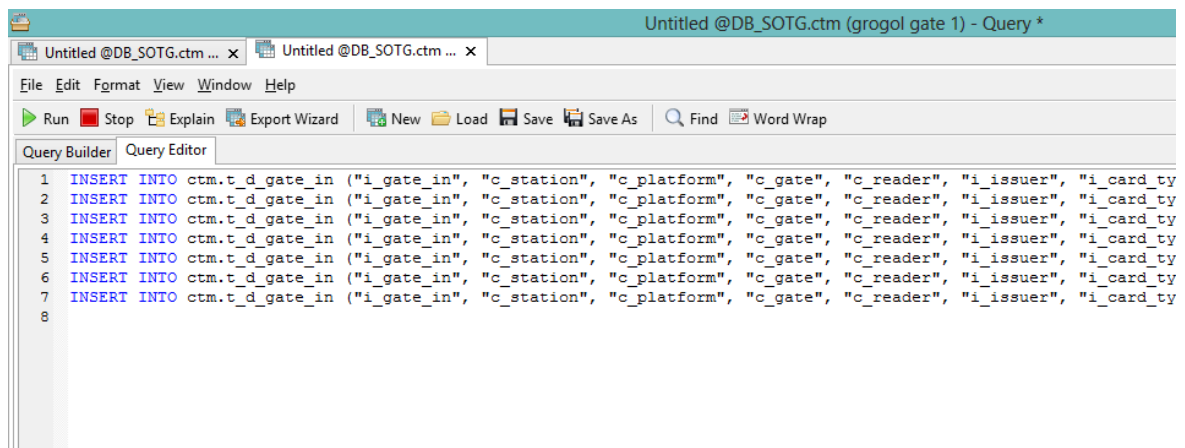 Untitled @DB_SOTG.ctm (grogol gate 1) - Query *
Untitled @DB_SOTG.ctm ... x Untitled @DB_SOTG.ctm ... x
File Edit Format View Window Help
Run Stop Explain Export Wizard New Load Save Save As Find Word Wrap
Query Builder Query Editor
1 INSERT INTO ctm.t_d_gate_in ("i_gate_in", "c_station", "c_platform", "c_gate", "c_reader", "i_issuer", "i_card_ty
2 INSERT INTO ctm.t_d_gate_in ("i_gate_in", "c_station", "c_platform", "c_gate", "c_reader", "i_issuer", "i_card_ty
3 INSERT INTO ctm.t_d_gate_in ("i_gate_in", "c_station", "c_platform", "c_gate", "c_reader", "i_issuer", "i_card_ty
4 INSERT INTO ctm.t_d_gate_in ("i_gate_in", "c_station", "c_platform", "c_gate", "c_reader", "i_issuer", "i_card_ty
5 INSERT INTO ctm.t_d_gate_in ("i_gate_in", "c_station", "c_platform", "c_gate", "c_reader", "i_issuer", "i_card_ty
6 INSERT INTO ctm.t_d_gate_in ("i_gate_in", "c_station", "c_platform", "c_gate", "c_reader", "i_issuer", "i_card_ty
7 INSERT INTO ctm.t_d_gate_in ("i_gate_in", "c_station", "c_platform", "c_gate", "c_reader", "i_issuer", "i_card_ty
8